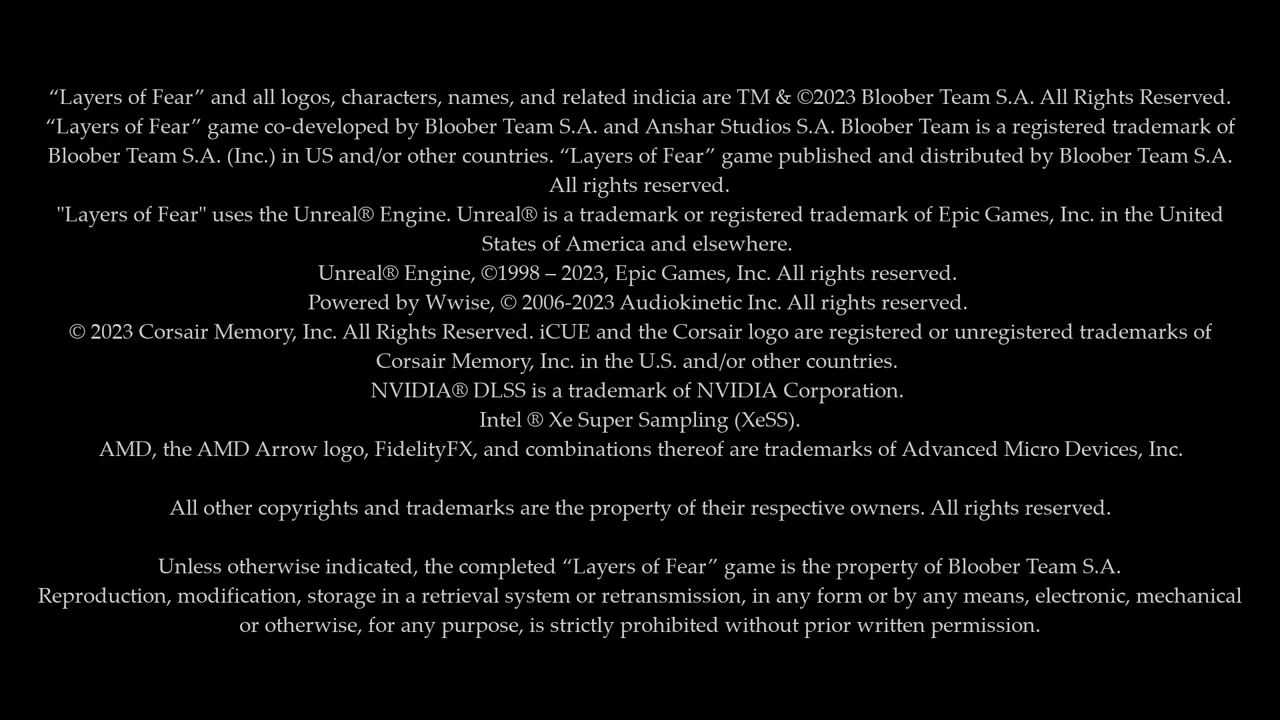 “Layers of Fear” and all logos, characters, names, and related indicia are TM & ©2023 Bloober Team S.A. All Rights Reserved.
“Layers of Fear” game co-developed by Bloober Team S.A. and Anshar Studios S.A. Bloober Team is a registered trademark of
Bloober Team S.A. (Inc.) in US and/or other countries. “Layers of Fear” game published and distributed by Bloober Team S.A.
All rights reserved.
"Layers of Fear" uses the Unreal® Engine. Unreal® is a trademark or registered trademark of Epic Games, Inc. in the United
States of America and elsewhere.
Unreal® Engine, ©1998 – 2023, Epic Games, Inc. All rights reserved.
Powered by Wwise, © 2006-2023 Audiokinetic Inc. All rights reserved.
© 2023 Corsair Memory, Inc. All Rights Reserved. iCUE and the Corsair logo are registered or unregistered trademarks of
Corsair Memory, Inc. in the U.S. and/or other countries.
NVIDIA® DLSS is a trademark of NVIDIA Corporation.
Intel ® Xe Super Sampling (XeSS).
AMD, the AMD Arrow logo, FidelityFX, and combinations thereof are trademarks of Advanced Micro Devices, Inc.
All other copyrights and trademarks are the property of their respective owners. All rights reserved.
Unless otherwise indicated, the completed “Layers of Fear” game is the property of Bloober Team S.A.
Reproduction, modification, storage in a retrieval system or retransmission, in any form or by any means, electronic, mechanical
or otherwise, for any purpose, is strictly prohibited without prior written permission.